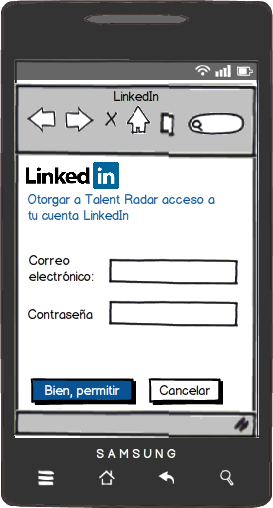 LinkedIn
Linked in
Otorgar a Talent Radar acceso a
tu cuenta LinkedIn
Correo
electrónico:
Contraseña
Bien, permitir
Cancelar
SAMSUNG